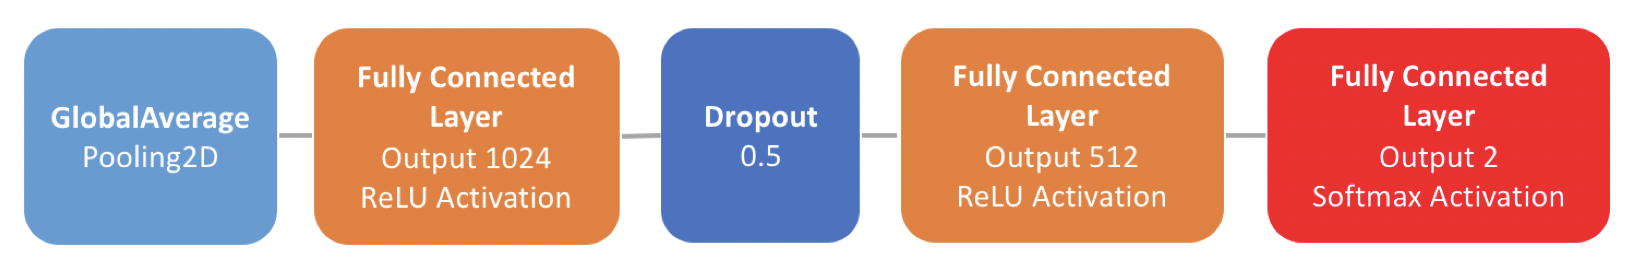 GlobalAverage
Pooling2D
Fully Connected
Layer
Output 1024
ReLU Activation
Dropout
0.5
Fully Connected
Layer
Output 512
ReLU Activation
Fully Connected
Layer
Output 2
Softmax Activation